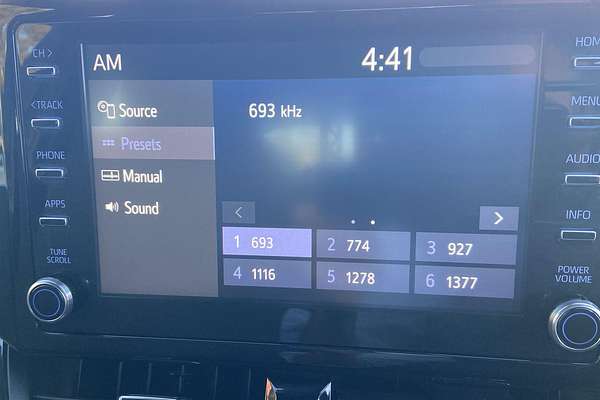 CH >
<TRACK
PHONE
APPS
TUNE
SCROLL
AM
4:41
Source
Presets
Manual
Sound
693 kHz
< >
1 693
2 774
3 927
4 1116
5 1278
6 1377
HOME
MENU
AUDIO
INFO
POWER
VOLUME